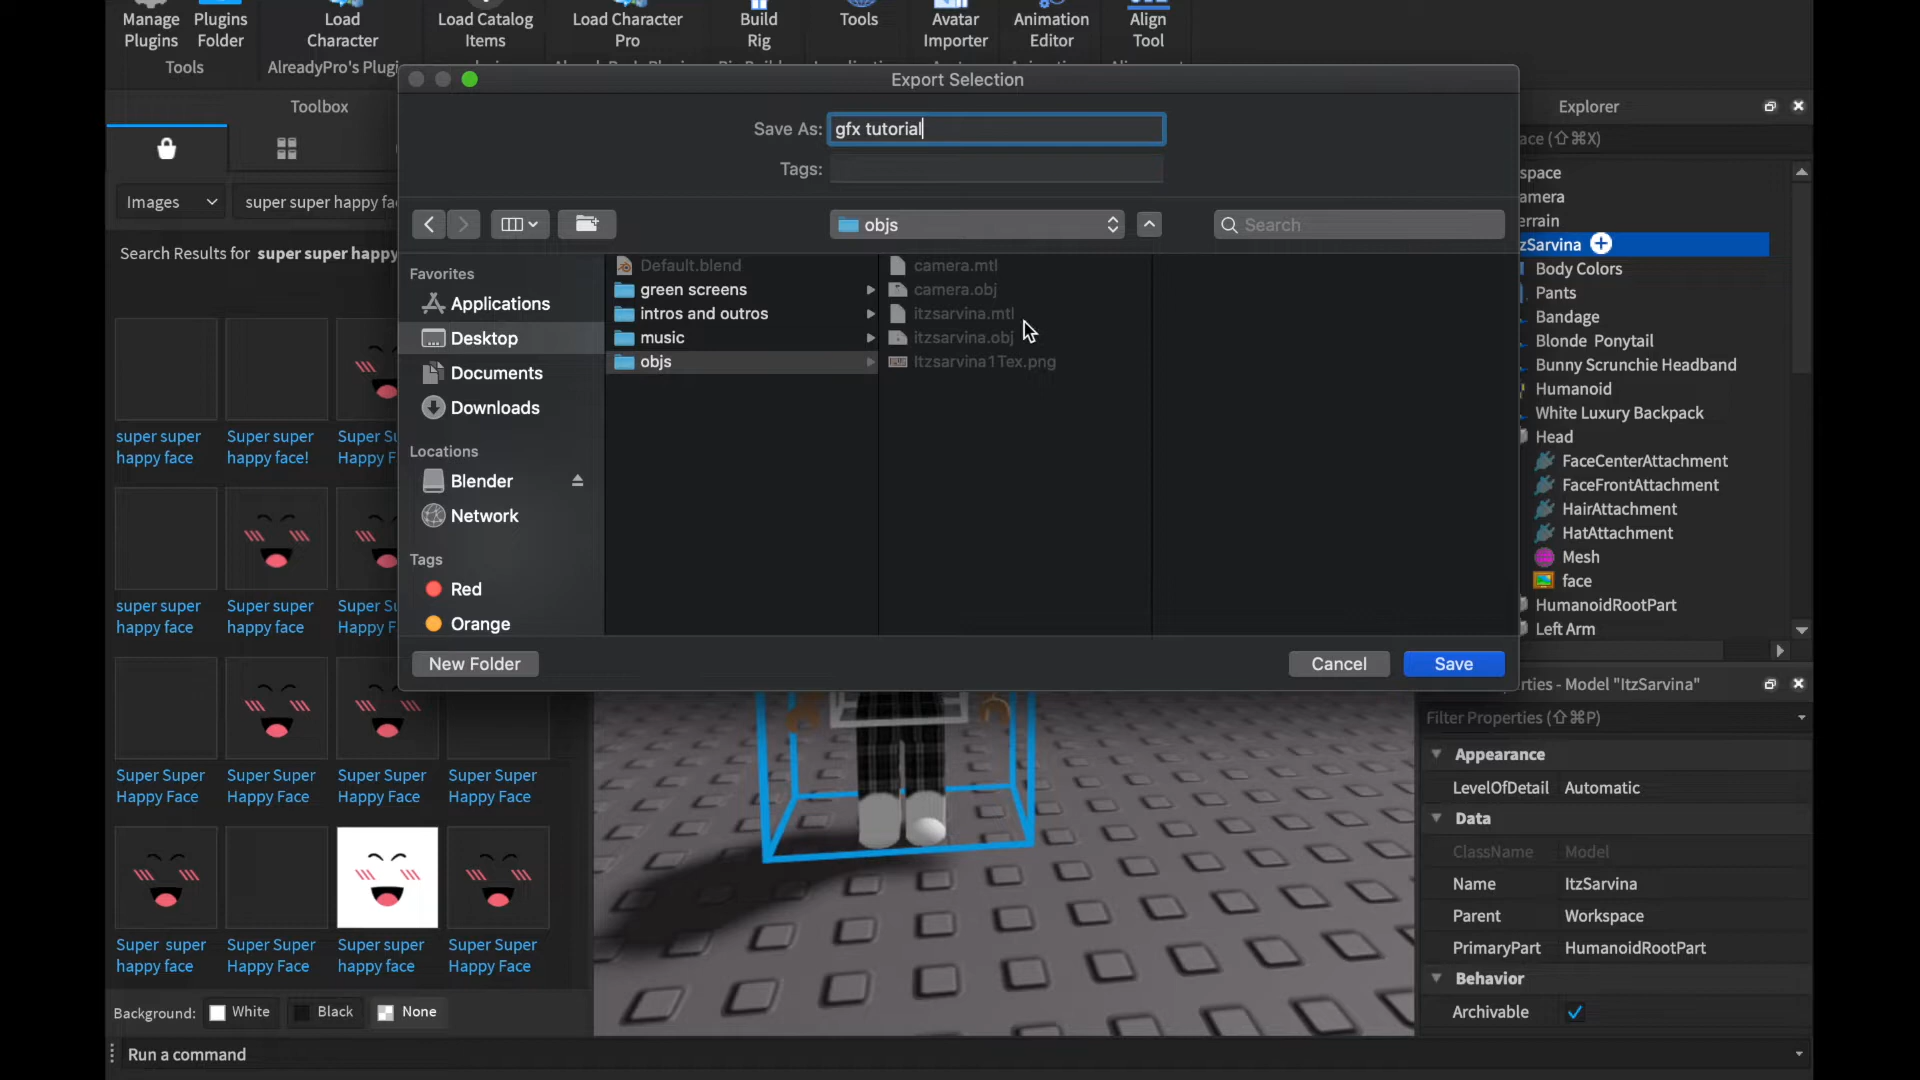 Manage Plugins
Plugins Folder
Load Character
Load Catalog Items
Load Character Pro
Build Rig
Tools
Avatar Importer
Animation Editor
Align Tool
Tools
AlreadyPro's Plugi
Toolbox
Export Selection
Explorer
Save As: gfx tutorial
Tags:
ace (⇧⌘X)
Images
super super happy fa
Search Results for super super happy
objs
Search
Favorites
Applications
Desktop
Documents
Downloads
Locations
Blender
Network
Tags
Red
Orange
Default.blend
green screens
intros and outros
music
objs
camera.mtl
camera.obj
itzsarvina.mtl
itzsarvina.obj
Itzsarvina1Tex.png
New Folder
Cancel
Save
space
amera
errain
zSarvina
Body Colors
Pants
Bandage
Blonde Ponytail
Bunny Scrunchie Headband
Humanoid
White Luxury Backpack
Head
FaceCenterAttachment
FaceFrontAttachment
HairAttachment
HatAttachment
Mesh
face
HumanoidRootPart
Left Arm
super super happy face
Super super happy face!
Super Su
Happy F
super super happy face
Super super happy face
Super Su
Happy F
Super Super Happy Face
Super Super Happy Face
Super Super Happy Face
Super Super Happy Face
Super super happy face
Super Super Happy Face
Super super happy face
Super Super Happy Face
Background: White Black None
Run a command
rties - Model "ItzSarvina"
Filter Properties (⇧⌘P)
Appearance
LevelOfDetail Automatic
Data
ClassName Model
Name ItzSarvina
Parent Workspace
PrimaryPart HumanoidRootPart
Behavior
Archivable